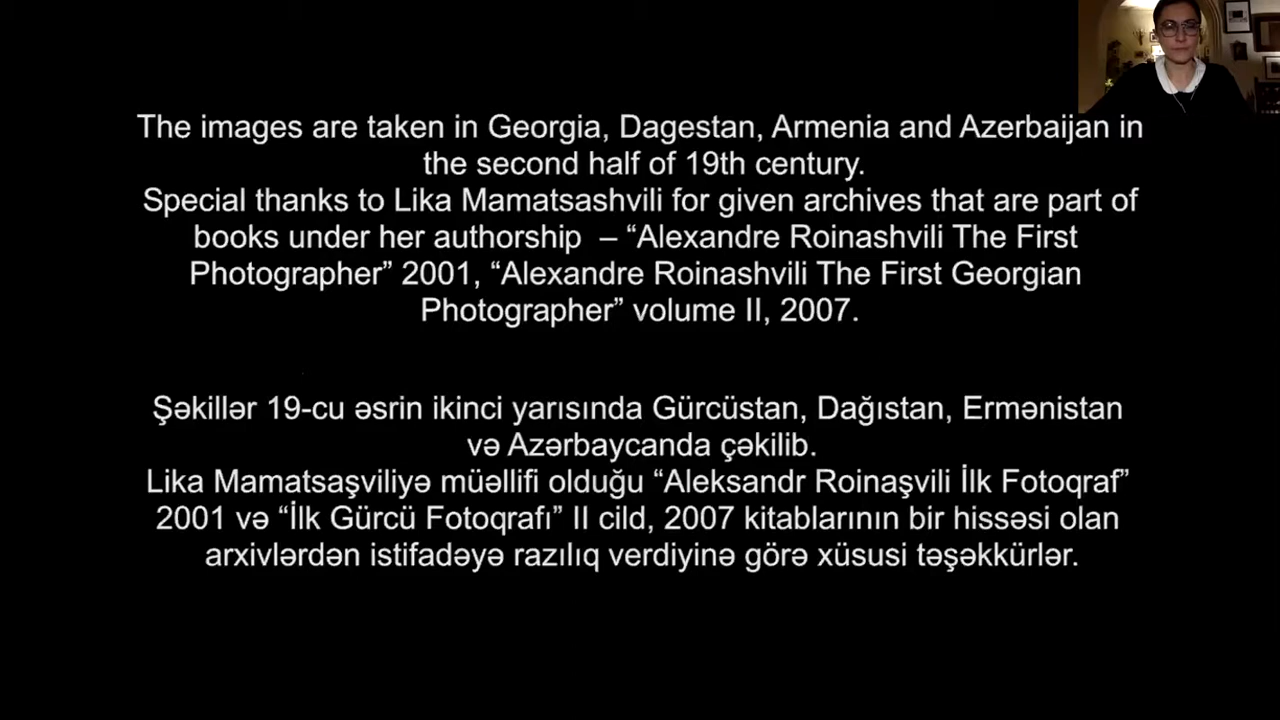 The images are taken in Georgia, Dagestan, Armenia and Azerbaijan in
the second half of 19th century.
Special thanks to Lika Mamatsashvili for given archives that are part of
books under her authorship – “Alexandre Roinashvili The First
Photographer” 2001, “Alexandre Roinashvili The First Georgian
Photographer” volume II, 2007.
Şəkillər 19-cu əsrin ikinci yarısında Gürcüstan, Dağıstan, Ermənistan
və Azərbaycanda çəkilib.
Lika Mamatsaşviliyə müəllifi olduğu “Aleksandr Roinaşvili İlk Fotoqraf”
2001 və “İlk Gürcü Fotoqrafı” II cild, 2007 kitablarının bir hissəsi olan
arxivlərdən istifadəyə razılıq verdiyinə görə xüsusi təşəkkürlər.